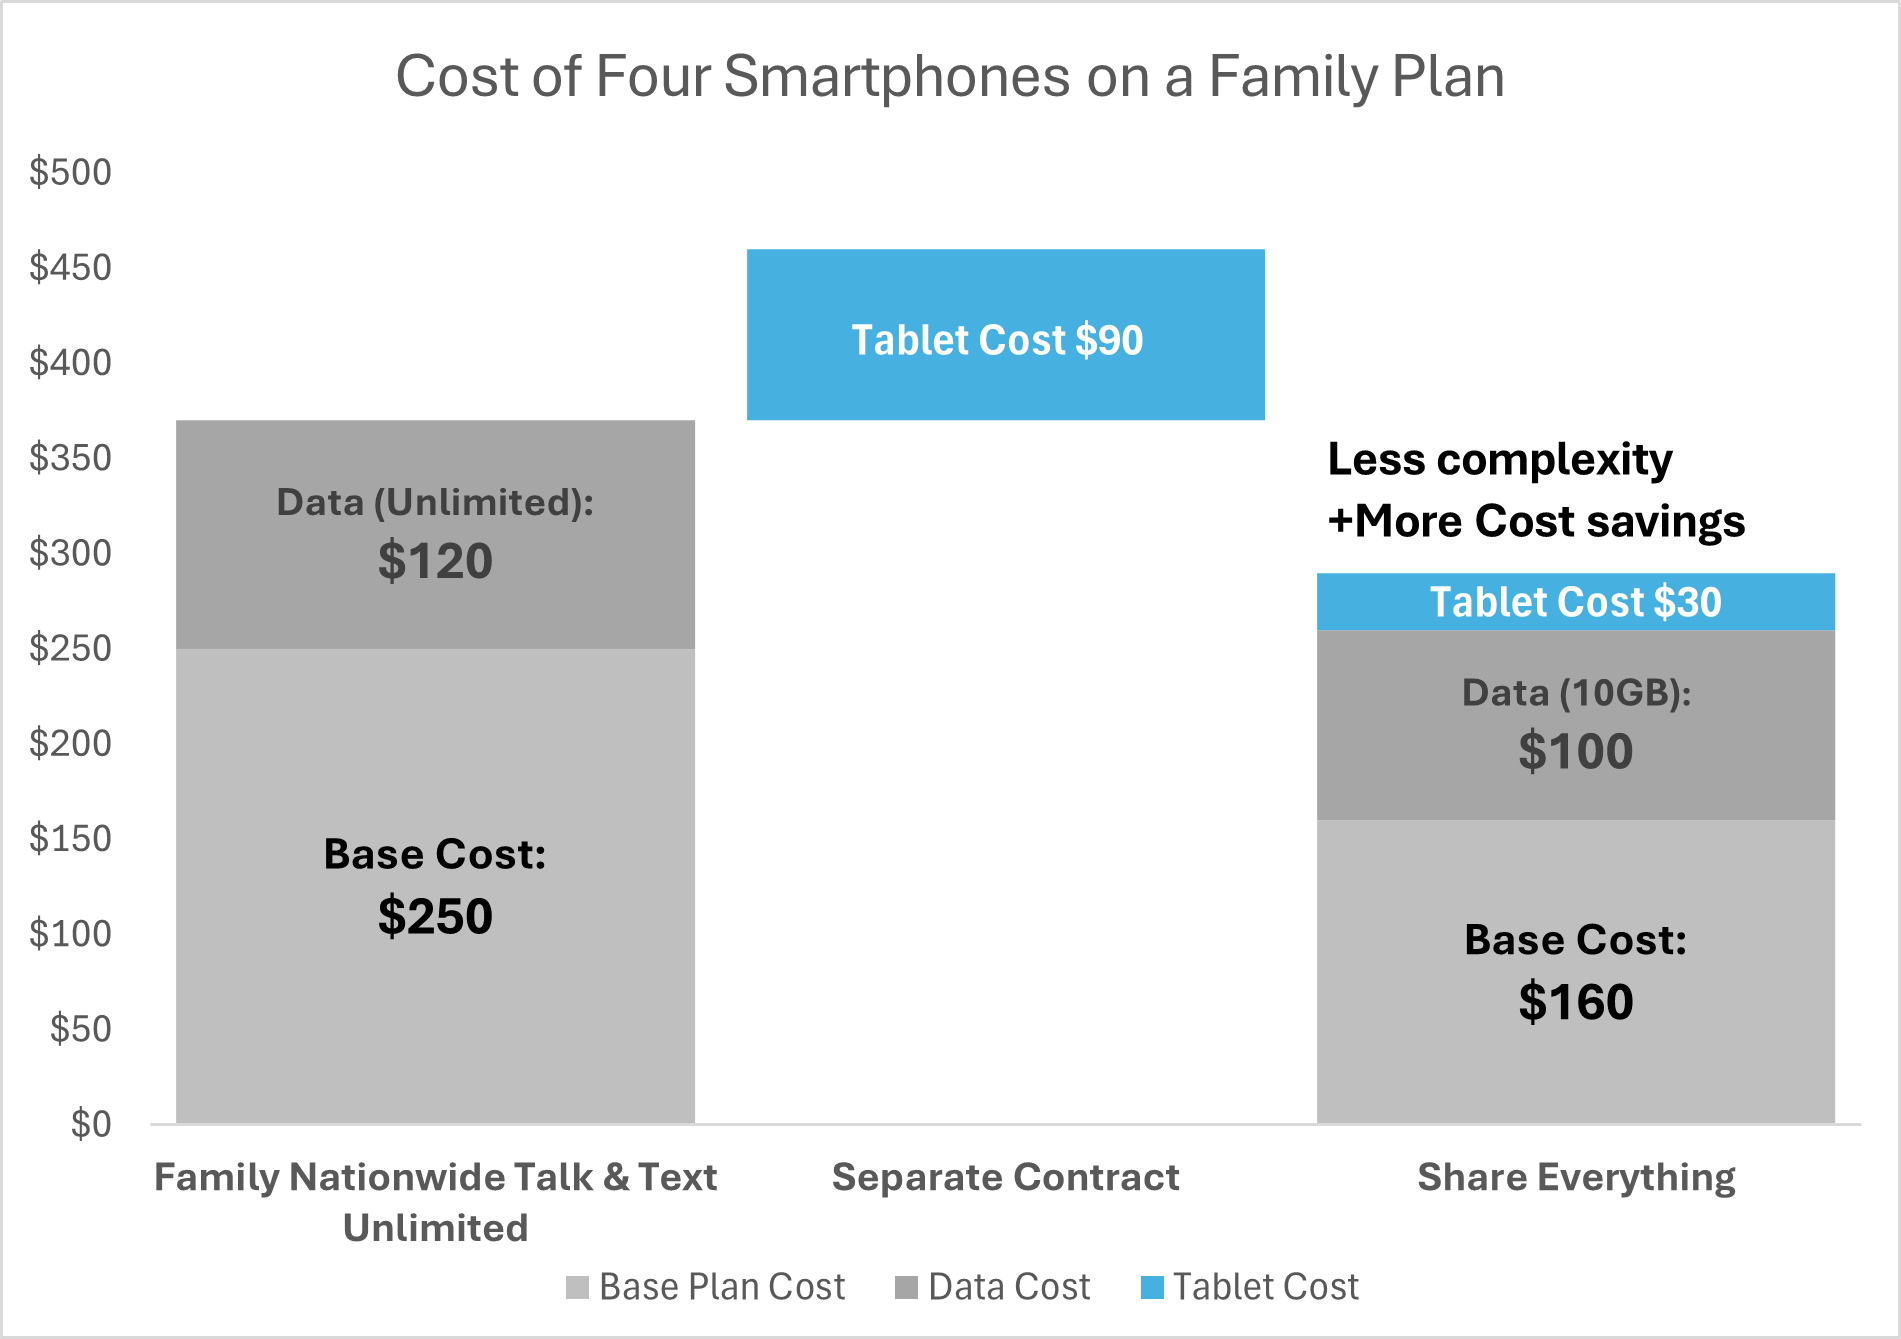 Cost of Four Smartphones on a Family Plan
$500
$450
$400
$350
$300
$250
$200
$150
$100
$50
$0
Data (Unlimited):
$120
Base Cost:
$250
Tablet Cost $90
Less complexity
+More Cost savings
Tablet Cost $30
Data (10GB):
$100
Base Cost:
$160
Family Nationwide Talk & Text
Unlimited
Separate Contract
Share Everything
Base Plan Cost
Data Cost
Tablet Cost